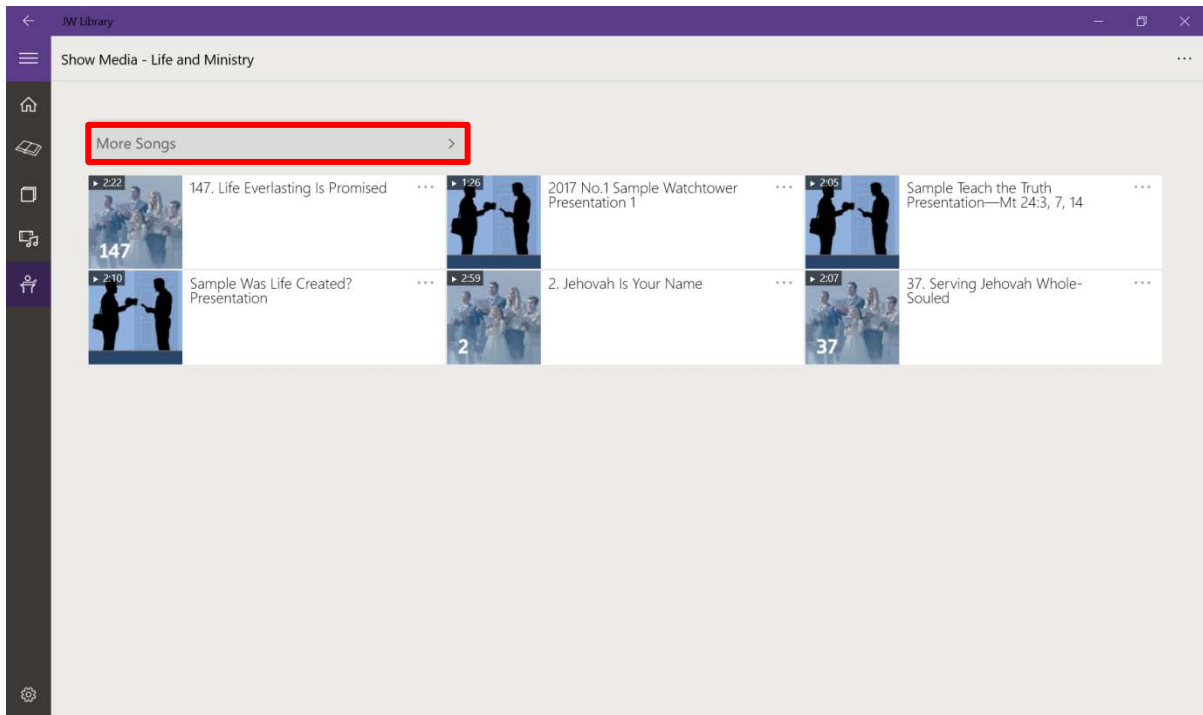 JW Library
Show Media - Life and Ministry
More Songs
2:22
147
147. Life Everlasting Is Promised
1:26
2017 No.1 Sample Watchtower
Presentation 1
2:05
Sample Teach the Truth
Presentation—Mt 24:3, 7, 14
2:10
Sample Was Life Created?
Presentation
2:59
2
2. Jehovah Is Your Name
2:07
37
37. Serving Jehovah Whole-
Souled